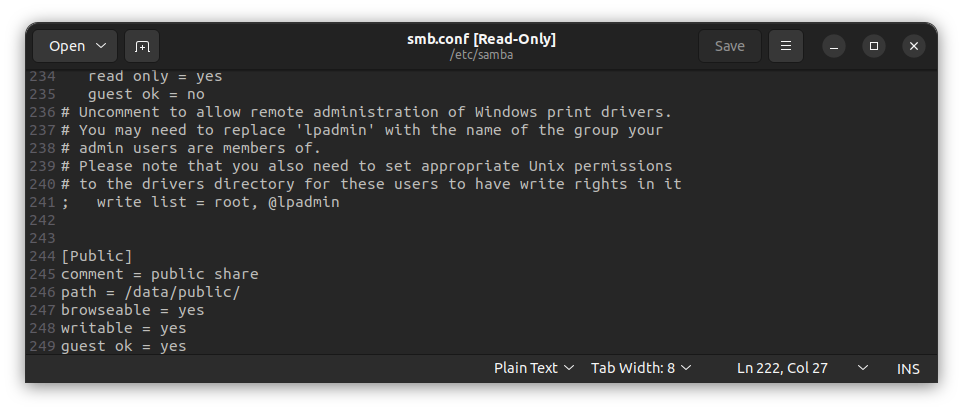 Open
smb.conf [Read-Only]
/etc/samba
Save
234    read only = yes
235    guest ok = no
236 # Uncomment to allow remote administration of Windows print drivers.
237 # You may need to replace 'lpadmin' with the name of the group your
238 # admin users are members of.
239 # Please note that you also need to set appropriate Unix permissions
240 # to the drivers directory for these users to have write rights in it
241 ;   write list = root, @lpadmin
242
243
244 [Public]
245 comment = public share
246 path = /data/public/
247 browseable = yes
248 writable = yes
249 guest ok = yes
Plain Text Tab Width: 8 Ln 222, Col 27 INS